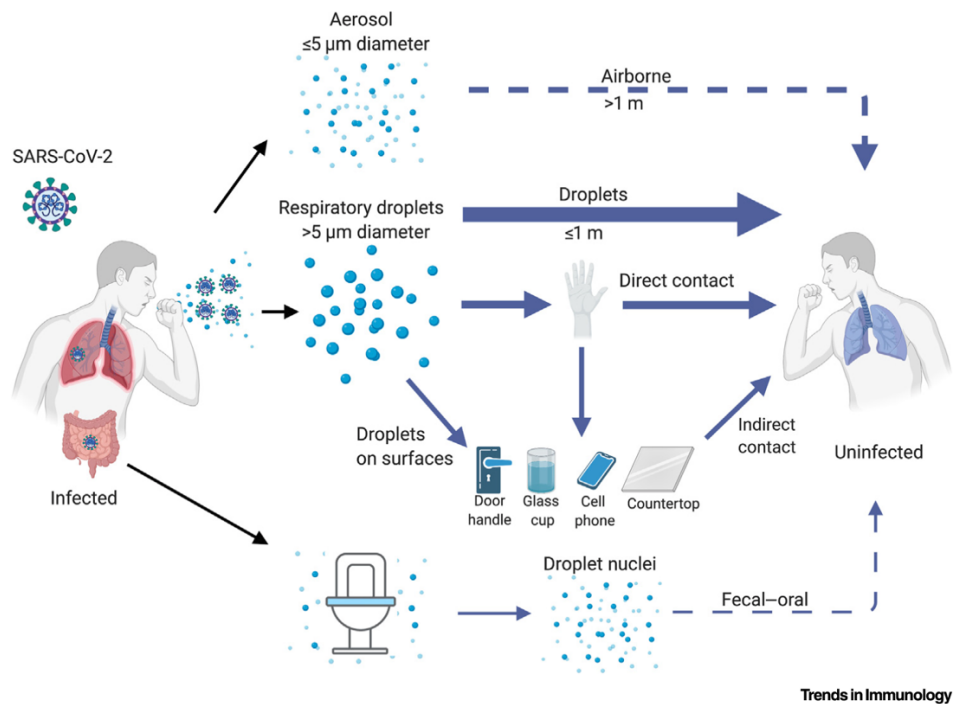 Aerosol
≤5 μm diameter
Airborne
>1 m
SARS-CoV-2
Respiratory droplets
>5 μm diameter
Droplets
≤1 m
Direct contact
Droplets
on surfaces
Indirect
contact
Uninfected
Infected
Door
handle
Glass
cup
Cell
phone
Countertop
Droplet nuclei
Fecal–oral
Trends in Immunology